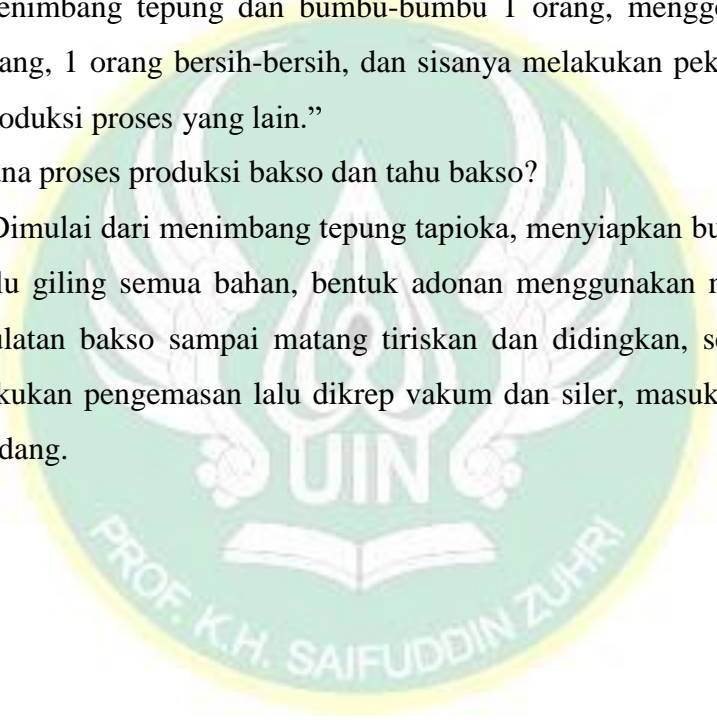 enimbang tepung dan bumbu-bumbu 1 orang, mengg
ang, 1 orang bersih-bersih, dan sisanya melakukan pek
oduksi proses yang lain.”
ana proses produksi bakso dan tahu bakso?
Dimulai dari menimbang tepung tapioka, menyiapkan bu
lu giling semua bahan, bentuk adonan menggunakan
ulatan bakso sampai matang tiriskan dan didingkan, s
kukan pengemasan lalu dikrep vakum dan siler, masuk
dang.
UIN
PROF. K.H. SAIFUDDIN ZUHRI